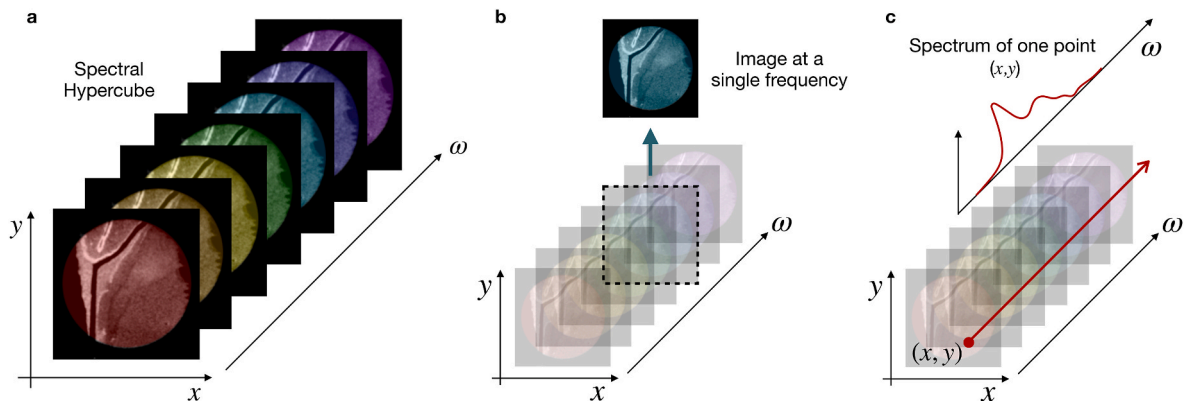 a
Spectral
Hypercube
ω
y
x
b
Image at a
single frequency
ω
y
x
c
Spectrum of one point
(x,y)
ω
ω
y
(x, y)
x